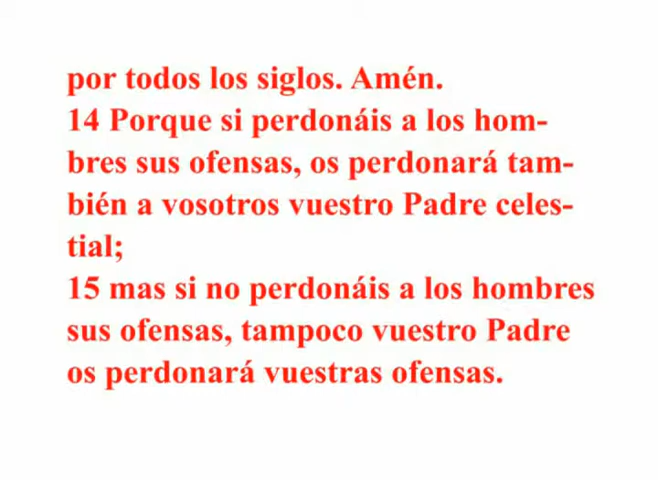 por todos los siglos. Amén.
14 Porque si perdonáis a los hom-
bres sus ofensas, os perdonará tam-
bién a vosotros vuestro Padre celes-
tial;
15 mas si no perdonáis a los hombres
sus ofensas, tampoco vuestro Padre
os perdonará vuestras ofensas.